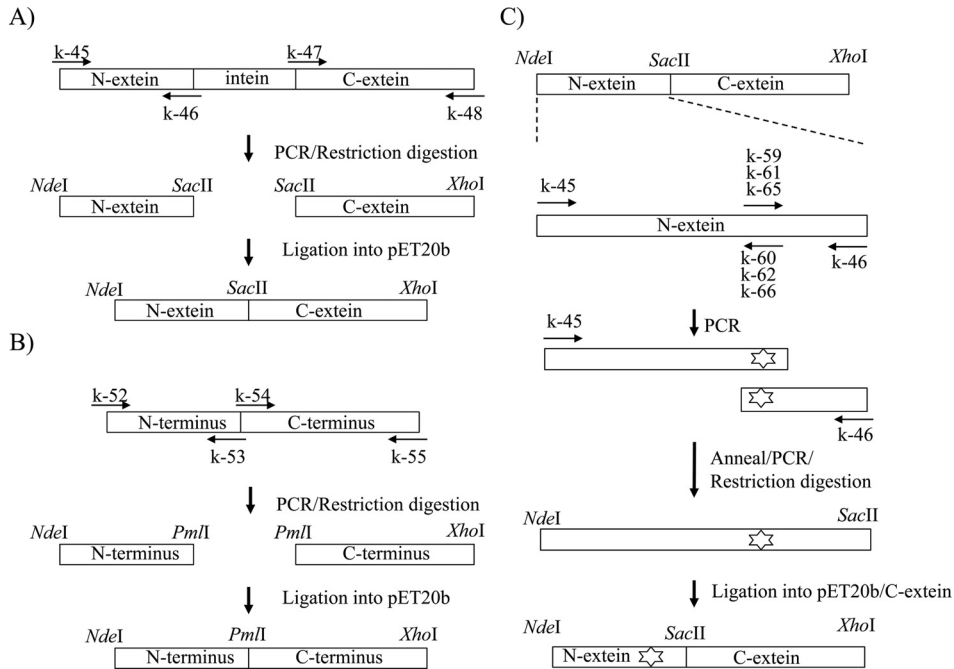 A)
k-45
k-47
N-extein
intein
C-extein
k-46
k-48
PCR/Restriction digestion
NdeI
SacII
SacII
XhoI
N-extein
C-extein
Ligation into pET20b
NdeI
SacII
XhoI
N-extein
C-extein
B)
k-52
k-54
N-terminus
C-terminus
k-53
k-55
PCR/Restriction digestion
NdeI
PmlI
PmlI
XhoI
N-terminus
C-terminus
Ligation into pET20b
NdeI
PmlI
XhoI
N-terminus
C-terminus
C)
NdeI
SacII
XhoI
N-extein
C-extein
k-59
k-61
k-65
k-45
N-extein
k-60
k-62
k-66
k-46
PCR
k-45
k-46
Anneal/PCR/
Restriction digestion
NdeI
SacII
Ligation into pET20b/C-extein
NdeI
SacII
XhoI
N-extein
C-extein